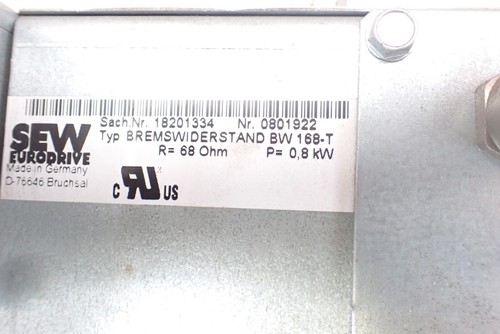 SEW
EURODRIVE
Made in Germany
D-76646 Bruchsal
Sach.Nr. 18201334 Nr. 0801922
Typ BREMSWIDERSTAND BW 168-T
R= 68 Ohm P= 0,8 kW
c RU US